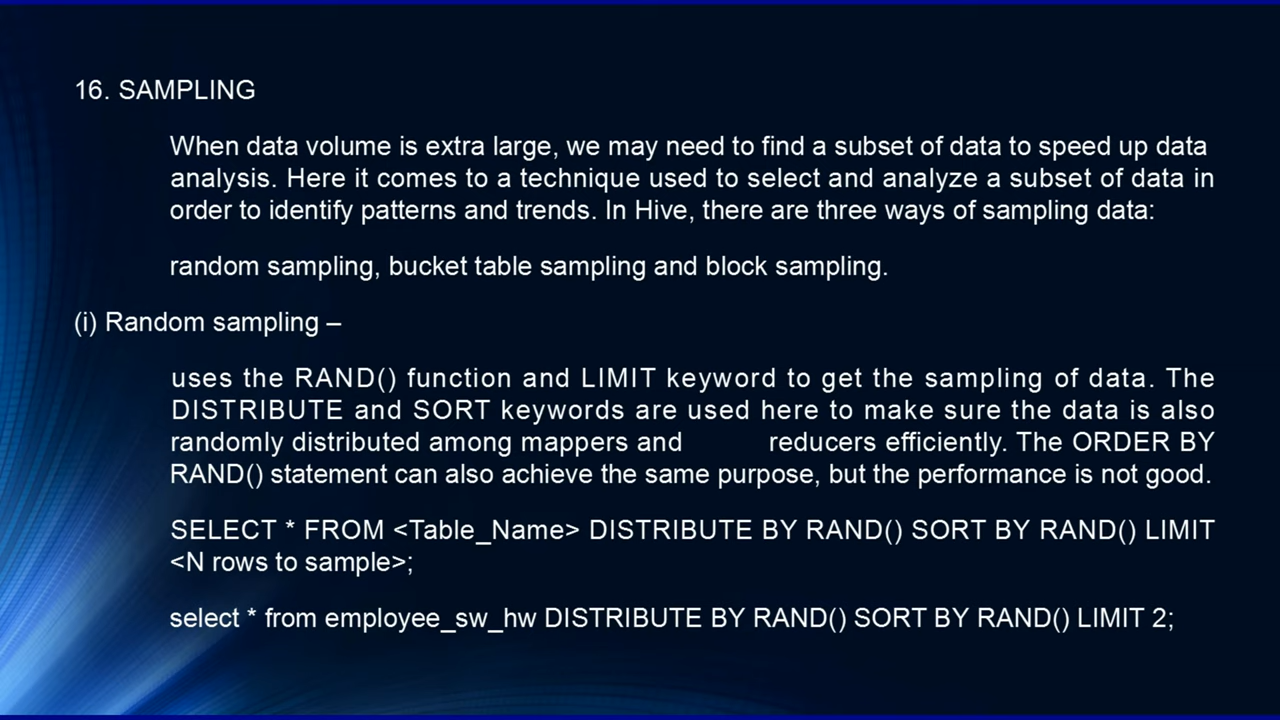 16. SAMPLING
When data volume is extra large, we may need to find a subset of data to speed up data
analysis. Here it comes to a technique used to select and analyze a subset of data in
order to identify patterns and trends. In Hive, there are three ways of sampling data:
random sampling, bucket table sampling and block sampling.
(i) Random sampling –
uses the RAND() function and LIMIT keyword to get the sampling of data. The
DISTRIBUTE and SORT keywords are used here to make sure the data is also
randomly distributed among mappers and reducers efficiently. The ORDER BY
RAND() statement can also achieve the same purpose, but the performance is not good.
SELECT * FROM <Table_Name> DISTRIBUTE BY RAND() SORT BY RAND() LIMIT
<N rows to sample>;
select * from employee_sw_hw DISTRIBUTE BY RAND() SORT BY RAND() LIMIT 2;